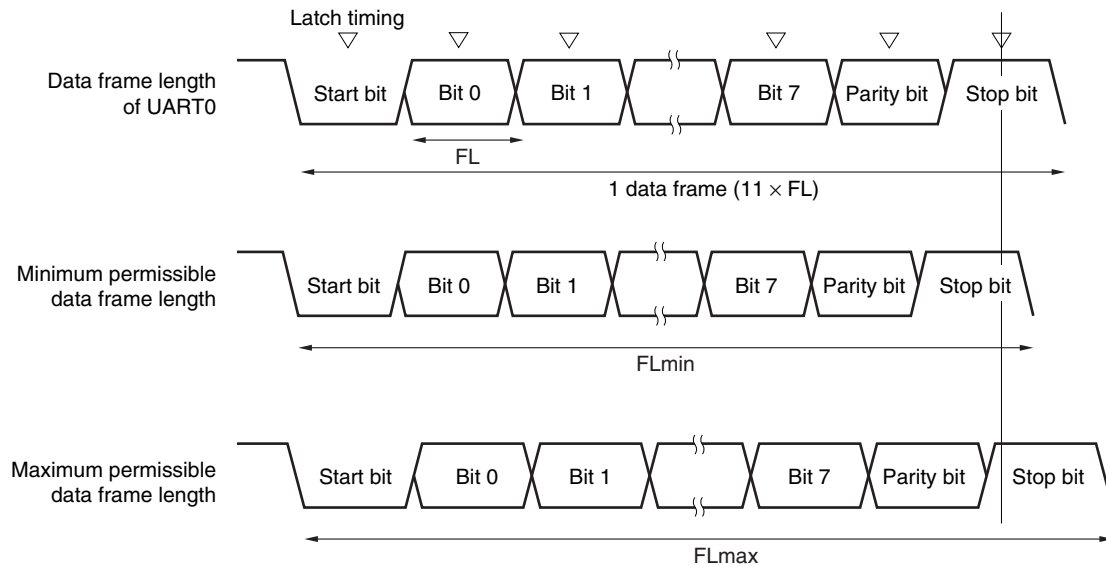 Latch timing
Data frame length
of UART0
Start bit
Bit 0
Bit 1
Bit 7
Parity bit
Stop bit
FL
1 data frame (11 × FL)
Minimum permissible
data frame length
Start bit
Bit 0
Bit 1
Bit 7
Parity bit
Stop bit
FLmin
Maximum permissible
data frame length
Start bit
Bit 0
Bit 1
Bit 7
Parity bit
Stop bit
FLmax